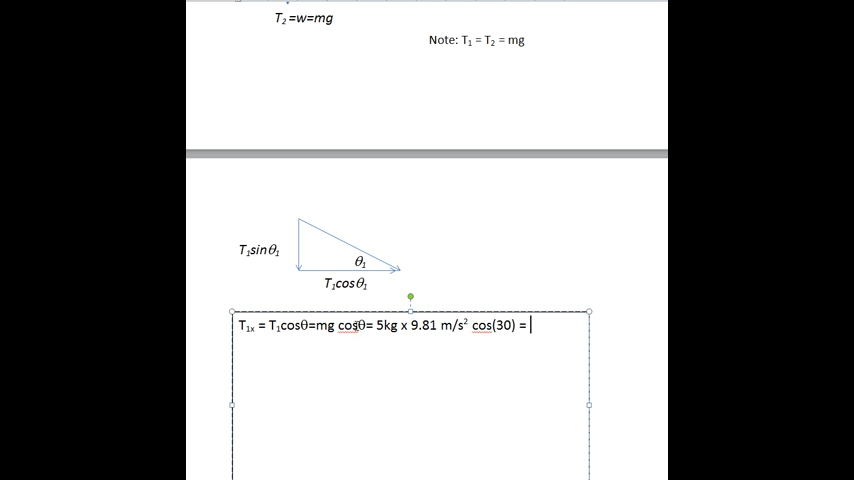 T₂ =w=mg
Note: T₁ = T₂ = mg
T₁sinθ₁
θ₁
T₁cosθ₁
T₁ₓ = T₁cosθ=mg cosθ= 5kg x 9.81 m/s² cos(30) =